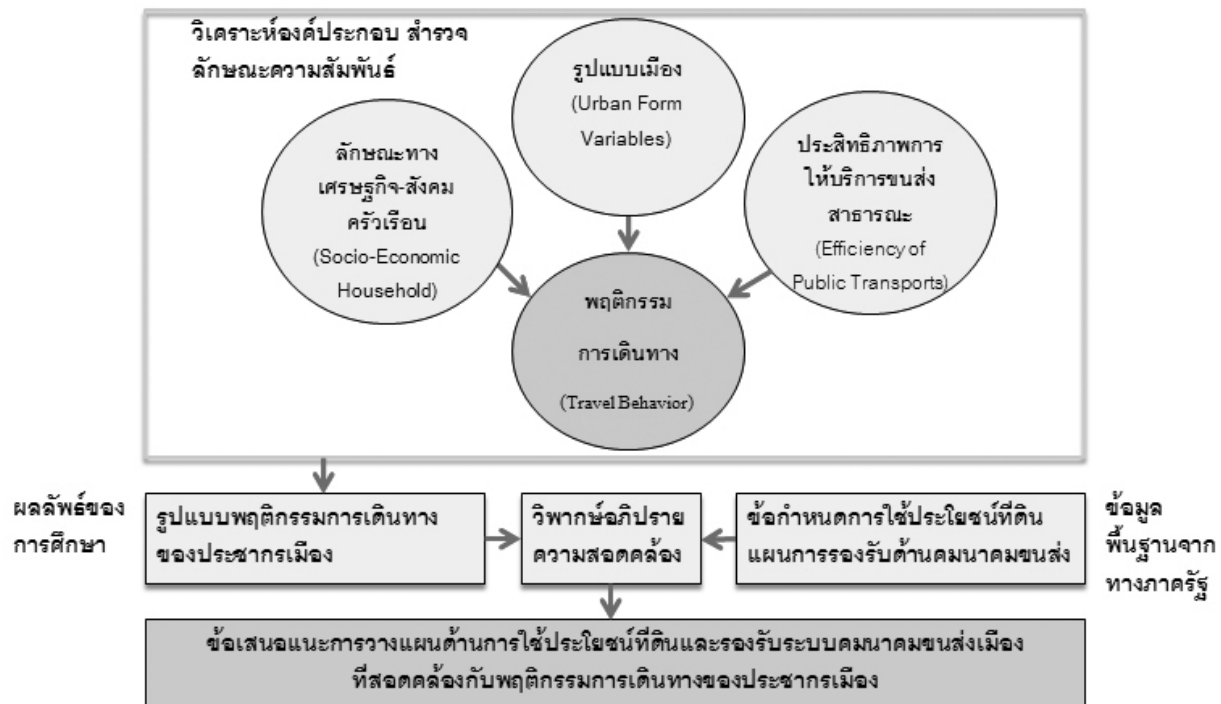 วิเคราะห์องค์ประกอบ สำรวจ
ลักษณะความสัมพันธ์
รูปแบบเมือง
(Urban Form
Variables)
ลักษณะทาง
เศรษฐกิจ-สังคม
ครัวเรือน
(Socio-Economic
Household)
ประสิทธิภาพการ
ให้บริการขนส่ง
สาธารณะ
(Efficiency of
Public Transports)
พฤติกรรม
การเดินทาง
(Travel Behavior)
ผลลัพธ์ของ
การศึกษา
รูปแบบพฤติกรรมการเดินทาง
ของประชากรเมือง
วิพากษ์อภิปราย
ความสอดคล้อง
ข้อกำหนดการใช้ประโยชน์ที่ดิน
แผนการรองรับด้านคมนาคมขนส่ง
ข้อมูล
พื้นฐานจาก
ทางภาครัฐ
ข้อเสนอแนะการวางแผนด้านการใช้ประโยชน์ที่ดินและรองรับระบบคมนาคมขนส่งเมือง
ที่สอดคล้องกับพฤติกรรมการเดินทางของประชากรเมือง